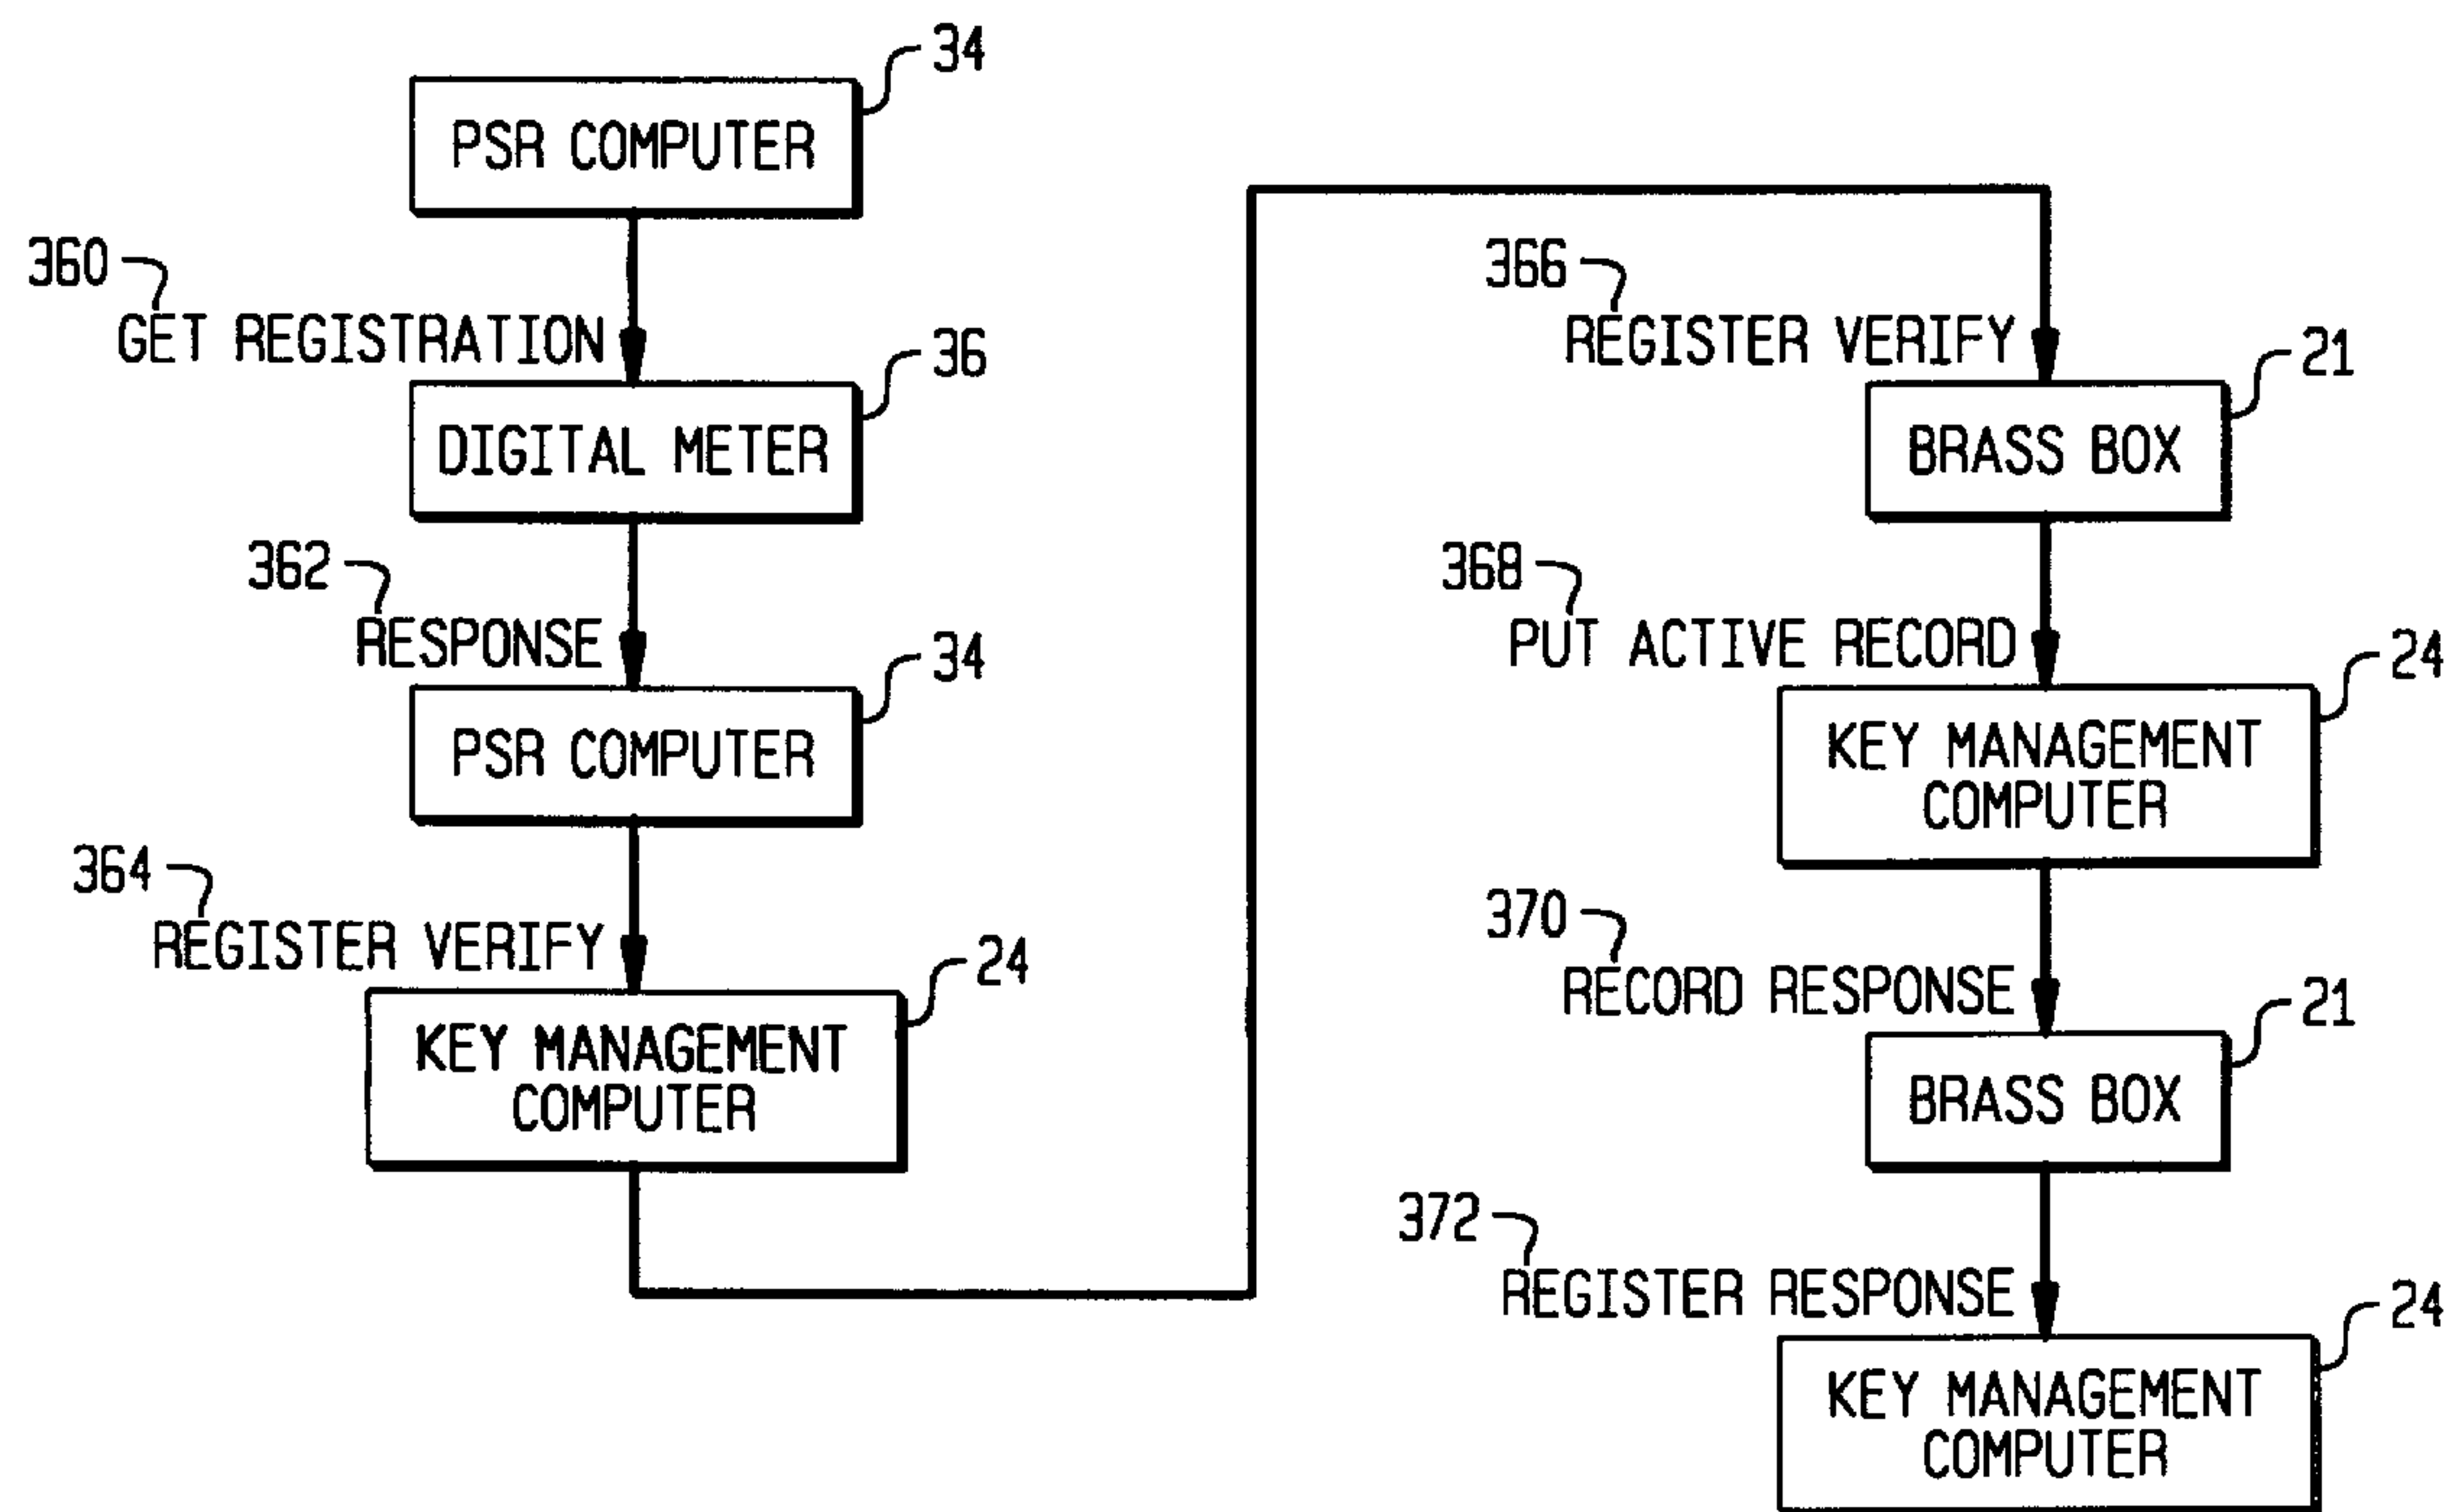 34
PSR COMPUTER
360
GET REGISTRATION
36
DIGITAL METER
362
RESPONSE
34
PSR COMPUTER
364
REGISTER VERIFY
24
KEY MANAGEMENT
COMPUTER
366
REGISTER VERIFY
21
BRASS BOX
368
PUT ACTIVE RECORD
24
KEY MANAGEMENT
COMPUTER
370
RECORD RESPONSE
21
BRASS BOX
372
REGISTER RESPONSE
24
KEY MANAGEMENT
COMPUTER